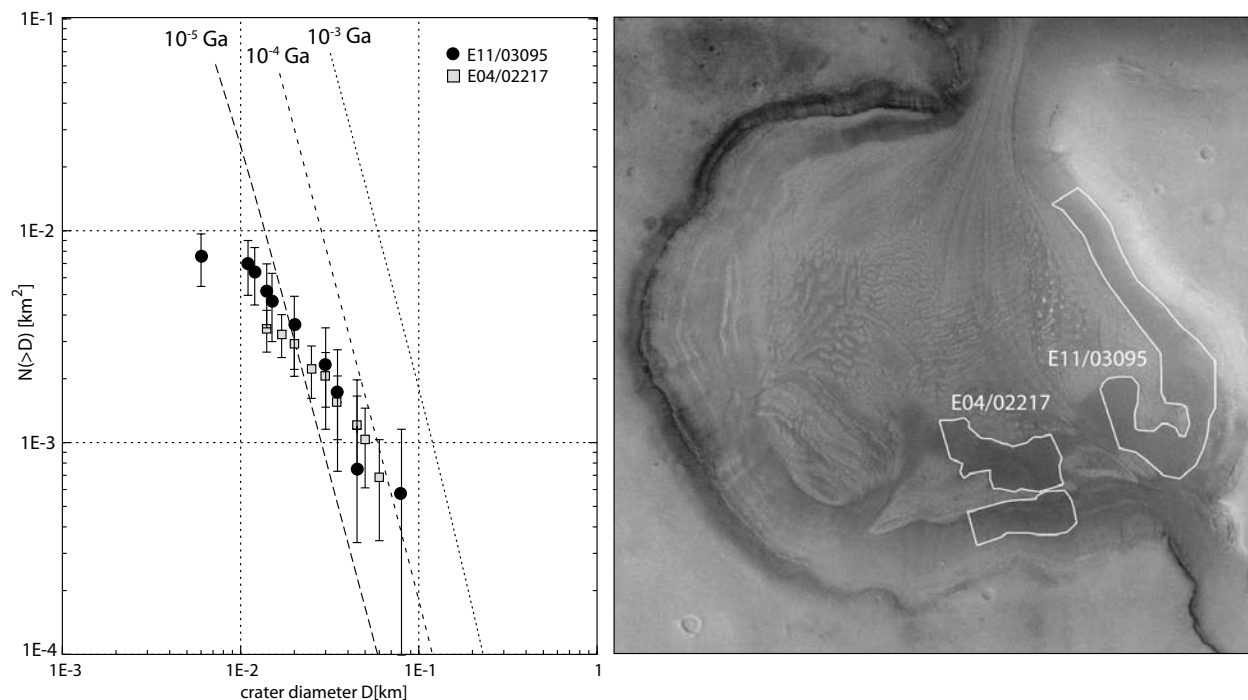 1E-1
10⁻⁵ Ga
10⁻⁴ Ga
10⁻³ Ga
E11/03095
E04/02217
1E-2
N(>D) [km²]
1E-3
1E-4
1E-3
1E-2
1E-1
1
crater diameter D[km]
E11/03095
E04/02217